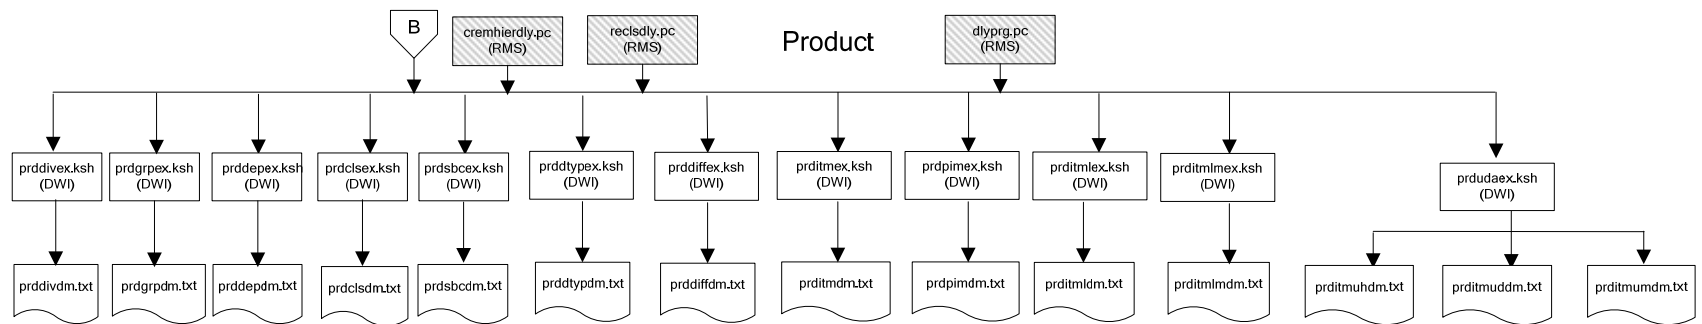 B
cremhierdly.pc
(RMS)
reclsdly.pc
(RMS)
Product
dlyprg.pc
(RMS)
prddivex.ksh
(DWI)
prdgrpex.ksh
(DWI)
prddepex.ksh
(DWI)
prdclsex.ksh
(DWI)
prdsbcex.ksh
(DWI)
prddtypex.ksh
(DWI)
prddiffex.ksh
(DWI)
prditmex.ksh
(DWI)
prdpimex.ksh
(DWI)
prditmlex.ksh
(DWI)
prditmlmex.ksh
(DWI)
prdudaex.ksh
(DWI)
prddivdm.txt
prdgrpdm.txt
prddepdm.txt
prdclsdm.txt
prdsbcdm.txt
prddtypdm.txt
prddiffdm.txt
prditmdm.txt
prdpimdm.txt
prditmldm.txt
prditmlmdm.txt
prditmuhdm.txt
prditmuddm.txt
prditmumdm.txt